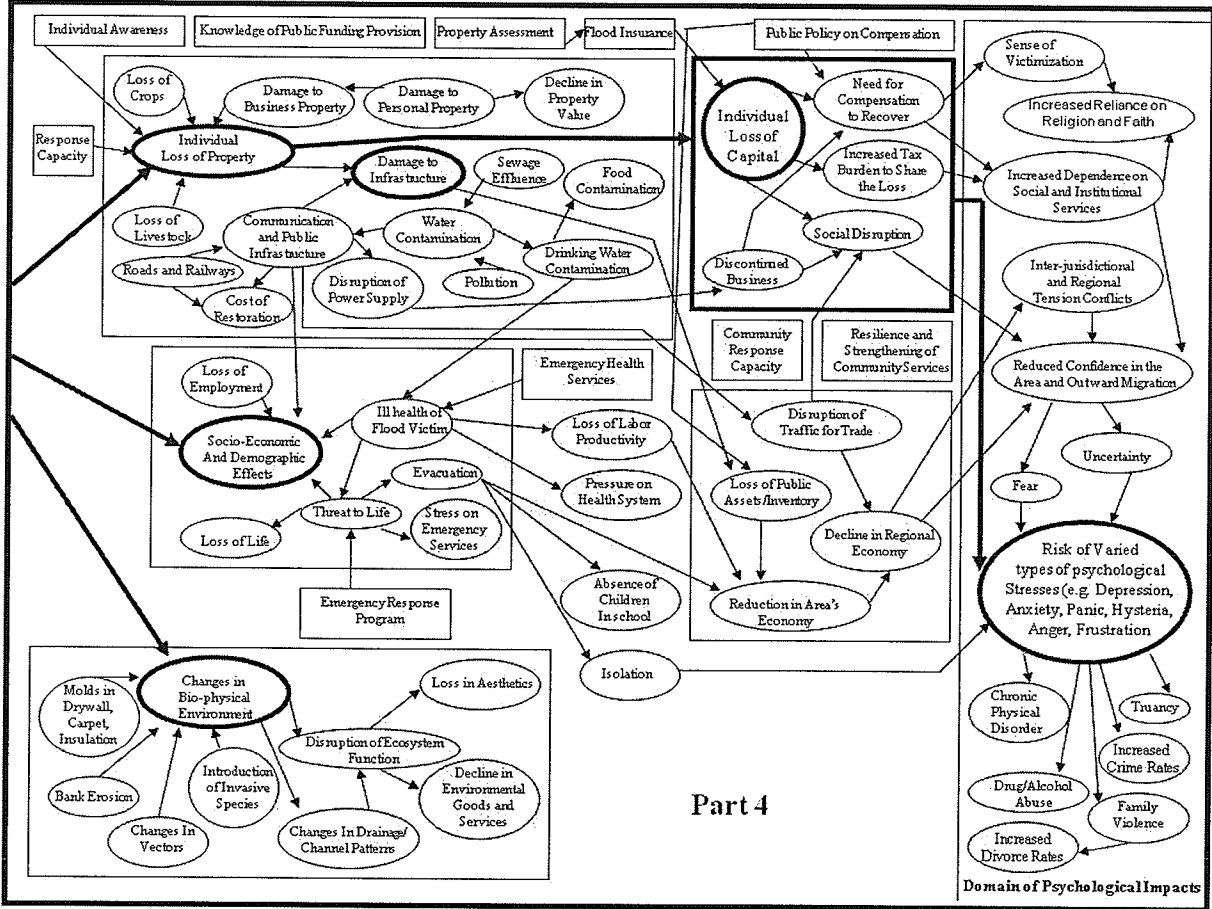 Individual Awareness
Knowledge of Public Funding Provision
Property Assessment
Flood Insurance
Public Policy on Compensation
Loss of
Crops
Damage to
Business Property
Damage to
Personal Property
Decline in
Property
Value
Response
Capacity
Individual
Loss of Property
Damage to
Infrastructure
Sewage
Effluence
Food
Contamination
Loss of
Livestock
Communication
and Public
Infrastructure
Water
Contamination
Drinking Water
Contamination
Roads and Railways
Cost of
Restoration
Disruption of
Power Supply
Pollution
Individual
Loss of
Capital
Need for
Compensation
to Recover
Increased Tax
Burden to Share
the Loss
Social Disruption
Discontinued
Business
Sense of
Victimization
Increased Reliance on
Religion and Faith
Increased Dependence on
Social and Institutional
Services
Inter-jurisdictional
and Regional
Tension Conflicts
Reduced Confidence in the
Area and Outward Migration
Uncertainty
Fear
Community
Response
Capacity
Resilience and
Strengthening of
Community Services
Loss of
Employment
Socio-Economic
And Demographic
Effects
Ill health of
Flood Victim
Emergency Health
Services
Loss of Labor
Productivity
Evacuation
Pressure on
Health System
Threat to Life
Loss of Life
Stress on
Emergency
Services
Emergency Response
Program
Absence of
Children
In school
Isolation
Disruption of
Traffic for Trade
Loss of Public
Assets/Inventory
Decline in Regional
Economy
Reduction in Area's
Economy
Risk of Varied
types of psychological
Stresses (e.g. Depression,
Anxiety, Panic, Hysteria,
Anger, Frustration
Chronic
Physical
Disorder
Truancy
Increased
Crime Rates
Drug/Alcohol
Abuse
Family
Violence
Increased
Divorce Rates
Domain of Psychological Impacts
Changes in
Bio-physical
Environment
Molds in
Drywall,
Carpet,
Insulation
Loss in Aesthetics
Disruption of Ecosystem
Function
Bank Erosion
Introduction
of Invasive
Species
Decline in
Environmental
Goods and
Services
Changes In
Vectors
Changes In Drainage/
Channel Patterns
Part 4